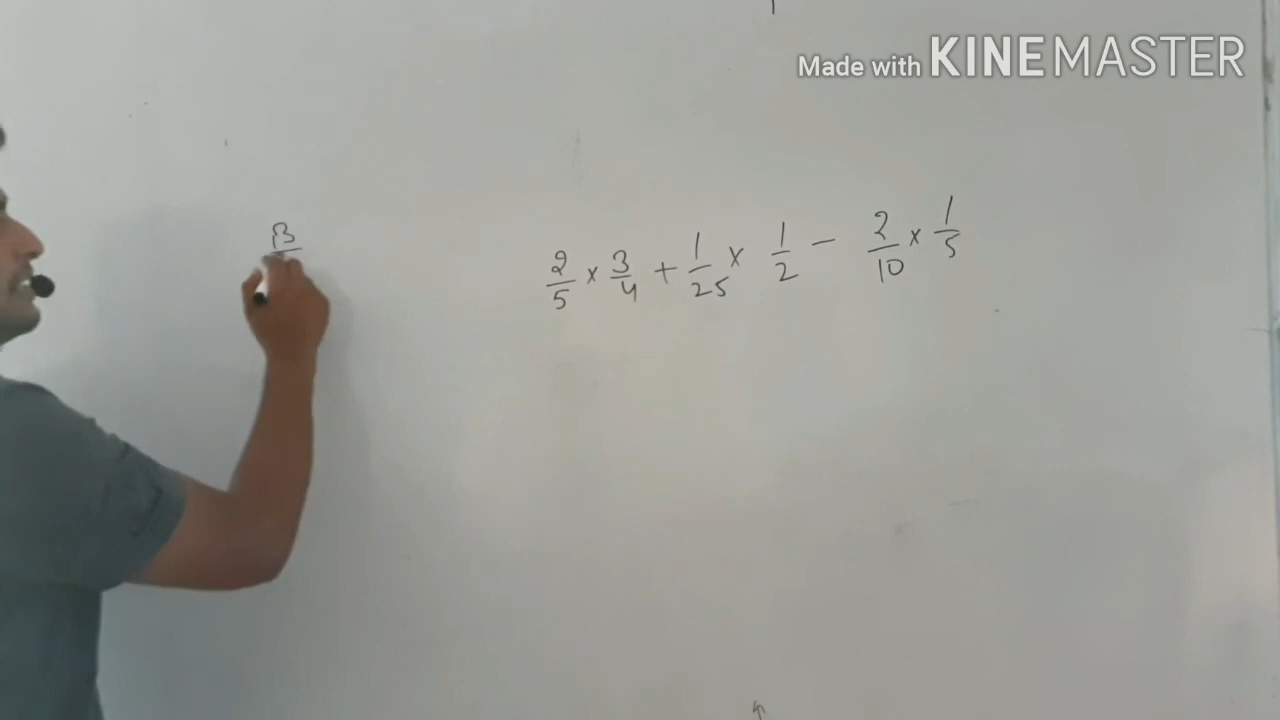 Made with KINEMASTER
2/5 × 3/4 + 1/25 × 1/2 − 2/10 × 1/5